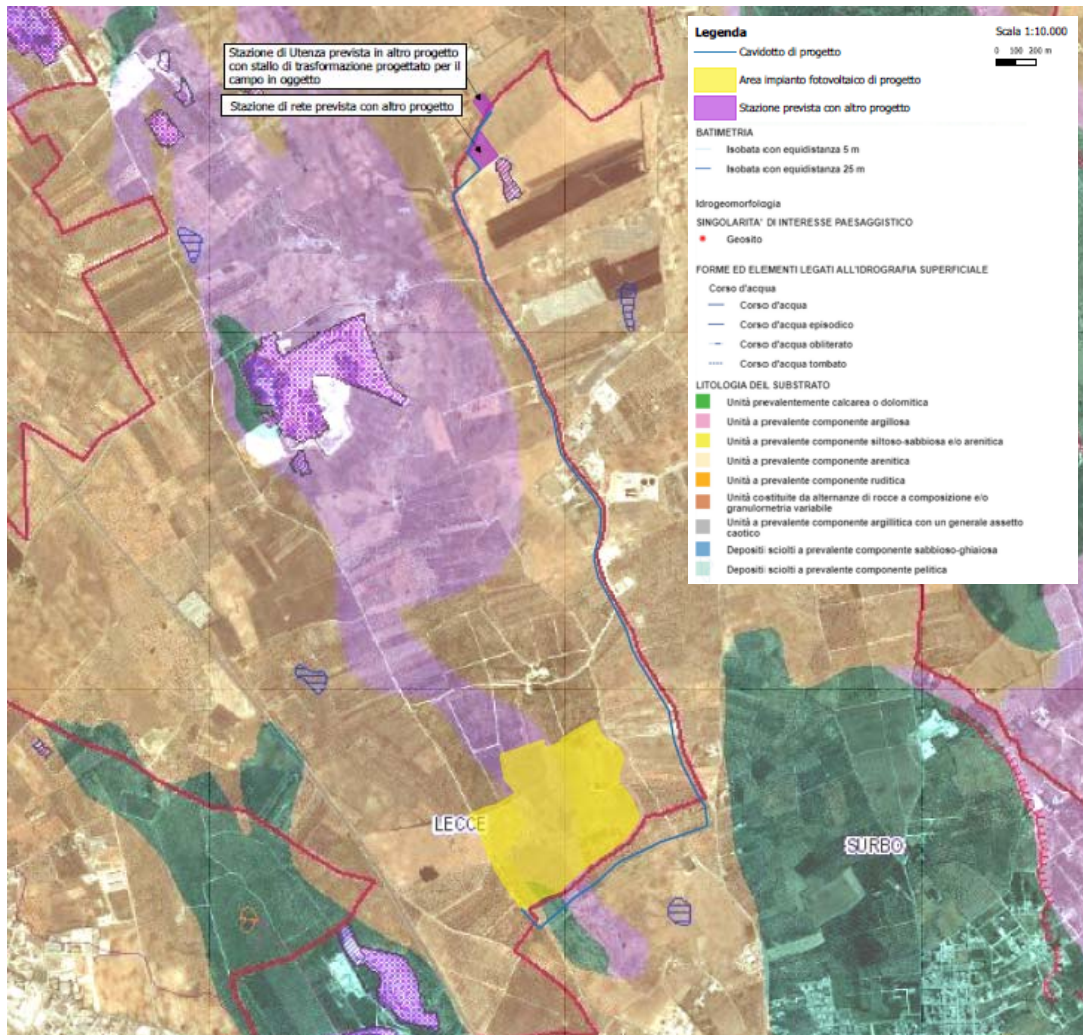 Stazione di Utenza prevista in altro progetto
con stallo di trasformazione progettato per il
campo in oggetto
Stazione di rete prevista con altro progetto
Legenda
Scala 1:10.000
0 100 200 m
Cavidotto di progetto
Area impianto fotovoltaico di progetto
Stazione prevista con altro progetto
BATIMETRIA
Isobata con equidistanza 5 m
Isobata con equidistanza 25 m
Idrogeomorfologia
SINGOLARITA' DI INTERESSE PAESAGGISTICO
Geosito
FORME ED ELEMENTI LEGATI ALL'IDROGRAFIA SUPERFICIALE
Corso d'acqua
Corso d'acqua
Corso d'acqua episodico
Corso d'acqua obliterato
Corso d'acqua tombato
LITOLOGIA DEL SUBSTRATO
Unità prevalentemente calcarea o dolomitica
Unità a prevalente componente argillosa
Unità a prevalente componente siltoso-sabbiosa e/o arenitica
Unità a prevalente componente arenitica
Unità a prevalente componente ruditica
Unità costituite da alternanze di rocce a composizione e/o
granulometria variabile
Unità a prevalente componente argillitica con un generale assetto
caotico
Depositi sciolti a prevalente componente sabbioso-ghiaiosa
Depositi sciolti a prevalente componente pelitica
LECCE
SURBO